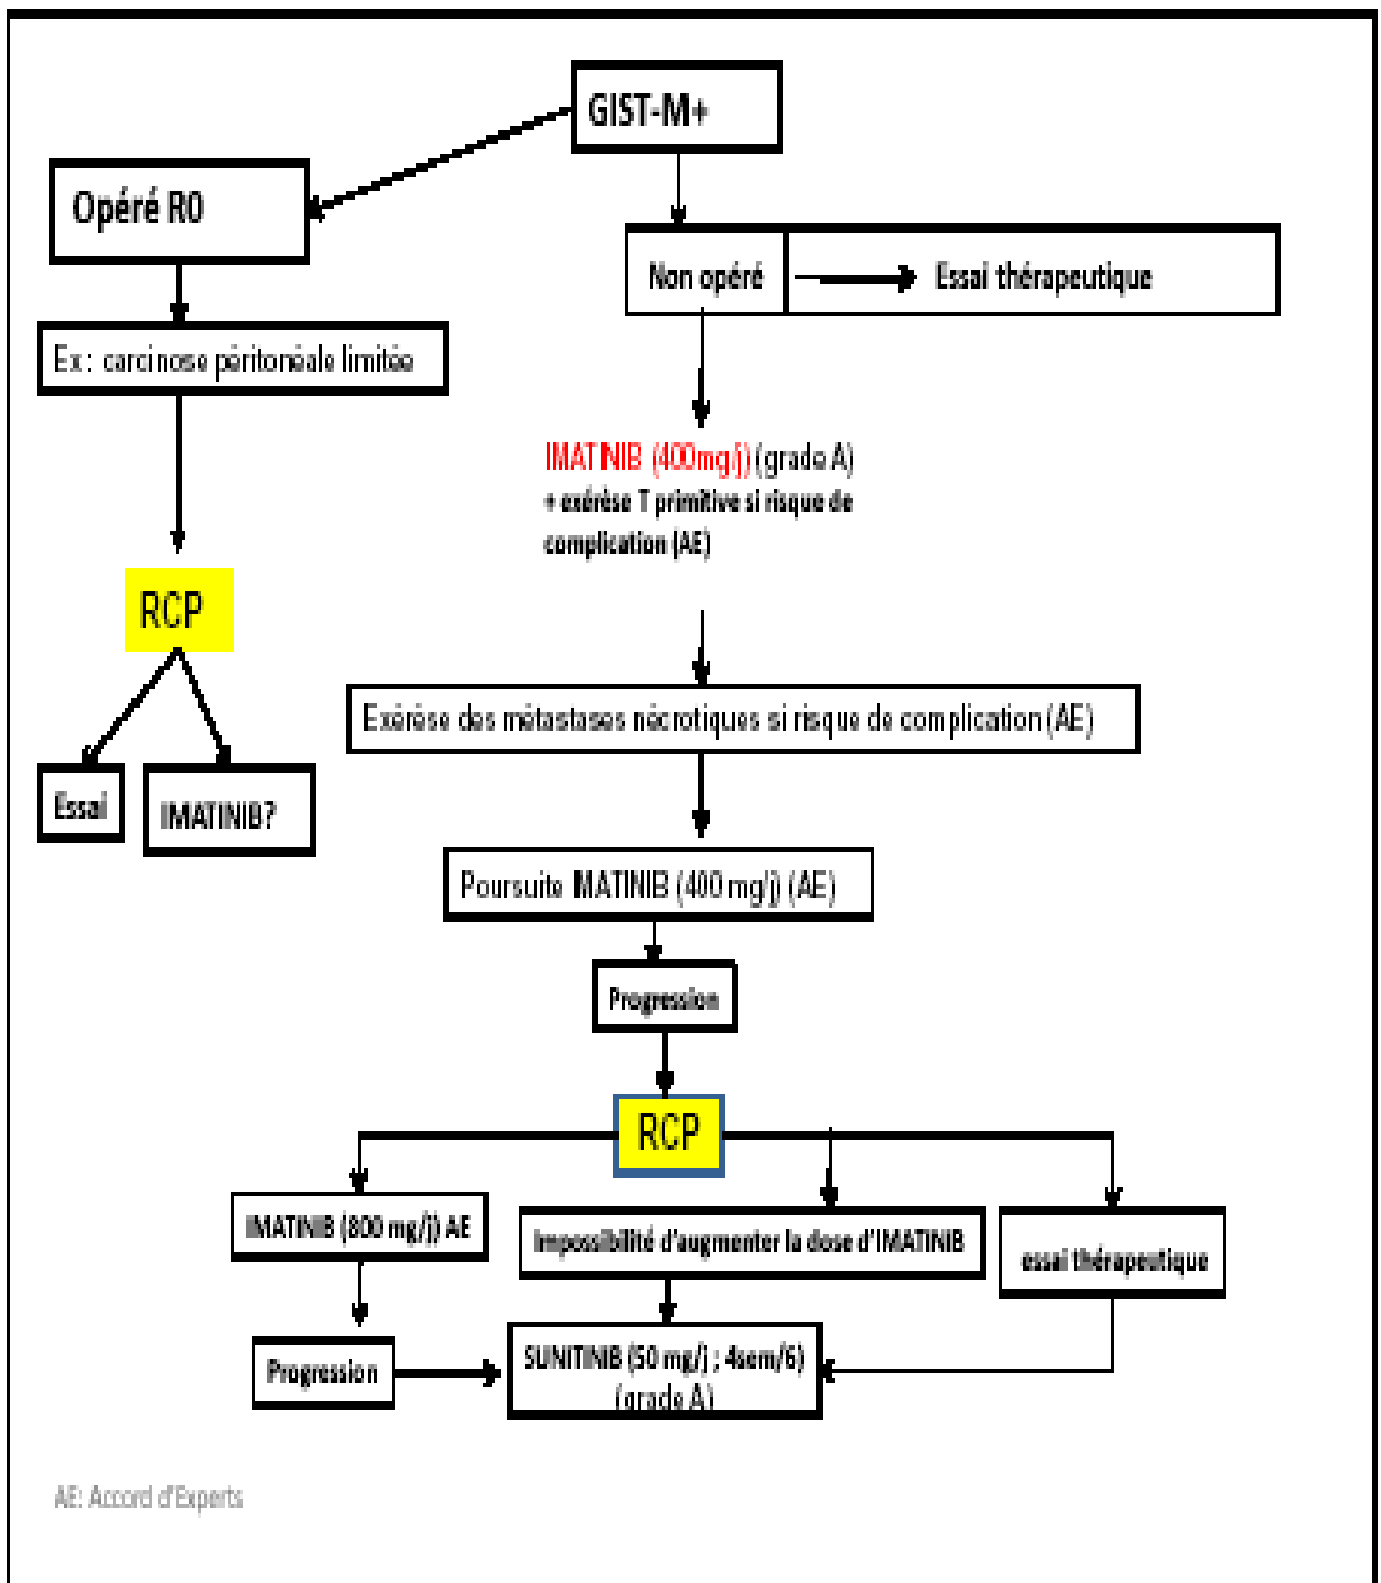 GIST-M+
Opéré R0
Non opéré
Essai thérapeutique
Ex: carcinose péritonéale limitée
IMATINIB (400mg/j) (grade A)
+ exérèse T primitive si risque de
complication (AE)
RCP
Exérèse des métastases nécrotiques si risque de complication (AE)
Essai
IMATINIB?
Poursuite IMATINIB (400 mg/j) (AE)
Progression
RCP
IMATINIB (800 mg/j) AE
Impossibilité d'augmenter la dose d'IMATINIB
essai thérapeutique
Progression
SUNITINIB (50 mg/j ; 4sem/6)
(grade A)
AE: Accord d'Experts